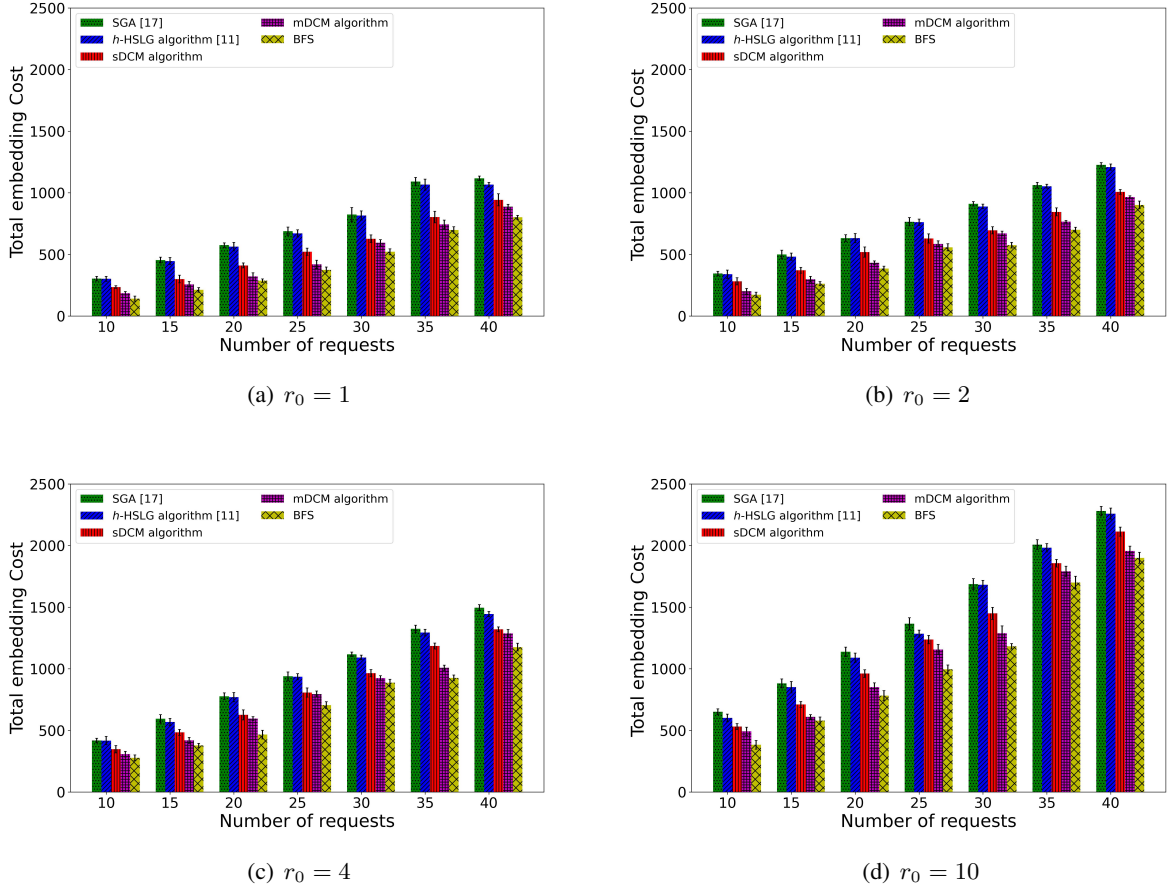 SGA [17]
h-HSLG algorithm [11]
sDCM algorithm
mDCM algorithm
BFS
Total embedding Cost
2500
2000
1500
1000
500
0
10 15 20 25 30 35 40
Number of requests
(a) r₀ = 1
SGA [17]
h-HSLG algorithm [11]
sDCM algorithm
mDCM algorithm
BFS
Total embedding Cost
2500
2000
1500
1000
500
0
10 15 20 25 30 35 40
Number of requests
(b) r₀ = 2
SGA [17]
h-HSLG algorithm [11]
sDCM algorithm
mDCM algorithm
BFS
Total embedding Cost
2500
2000
1500
1000
500
0
10 15 20 25 30 35 40
Number of requests
(c) r₀ = 4
SGA [17]
h-HSLG algorithm [11]
sDCM algorithm
mDCM algorithm
BFS
Total embedding Cost
2500
2000
1500
1000
500
0
10 15 20 25 30 35 40
Number of requests
(d) r₀ = 10